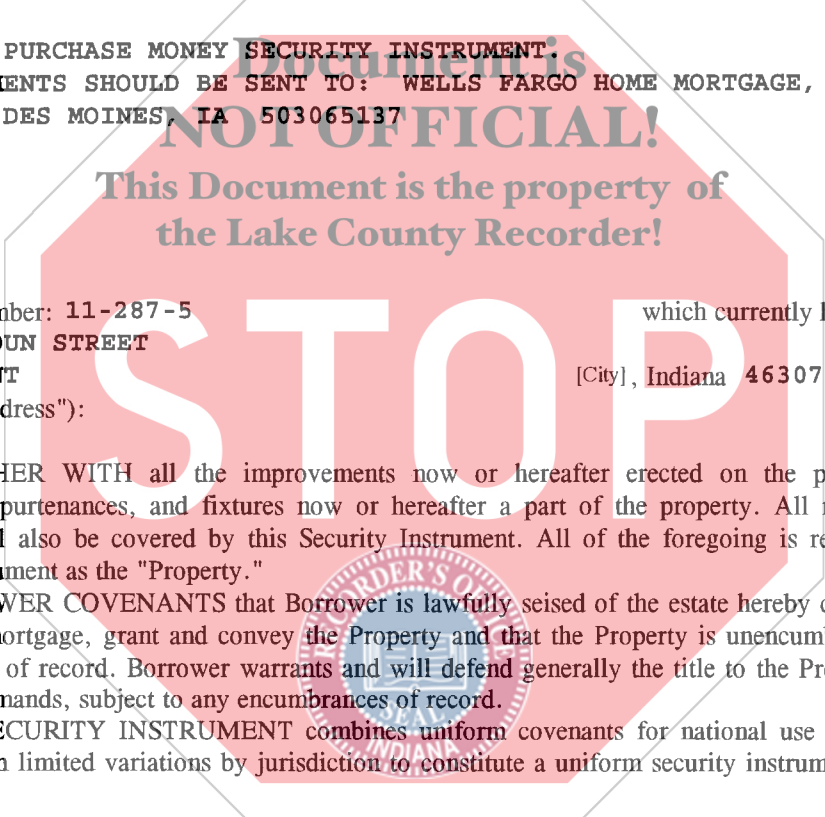 PURCHASE MONEY SECURITY INSTRUMENT.
Document is
SHOULD BE SENT TO: WELLS FARGO HOME MORTGAGE,
DES MOINES, IA 503065137
NOT OFFICIAL!
This Document is the property of
the Lake County Recorder!
mber: 11-287-5 which currently
OUN STREET
STOP
NT [City], Indiana 46307
dress"):
HER WITH all the improvements now or hereafter erected on the p
purtenances, and fixtures now or hereafter a part of the property. All
also be covered by this Security Instrument. All of the foregoing is re
ument as the "Property."
WER COVENANTS that Borrower is lawfully seised of the estate hereby
ortgage, grant and convey the Property and that the Property is unencumb
of record. Borrower warrants and will defend generally the title to the Pr
mands, subject to any encumbrances of record.
ECURITY INSTRUMENT combines uniform covenants for national use
limited variations by jurisdiction to constitute a uniform security instrum
RECORDER'S OFFICE
SEAL
INDIANA